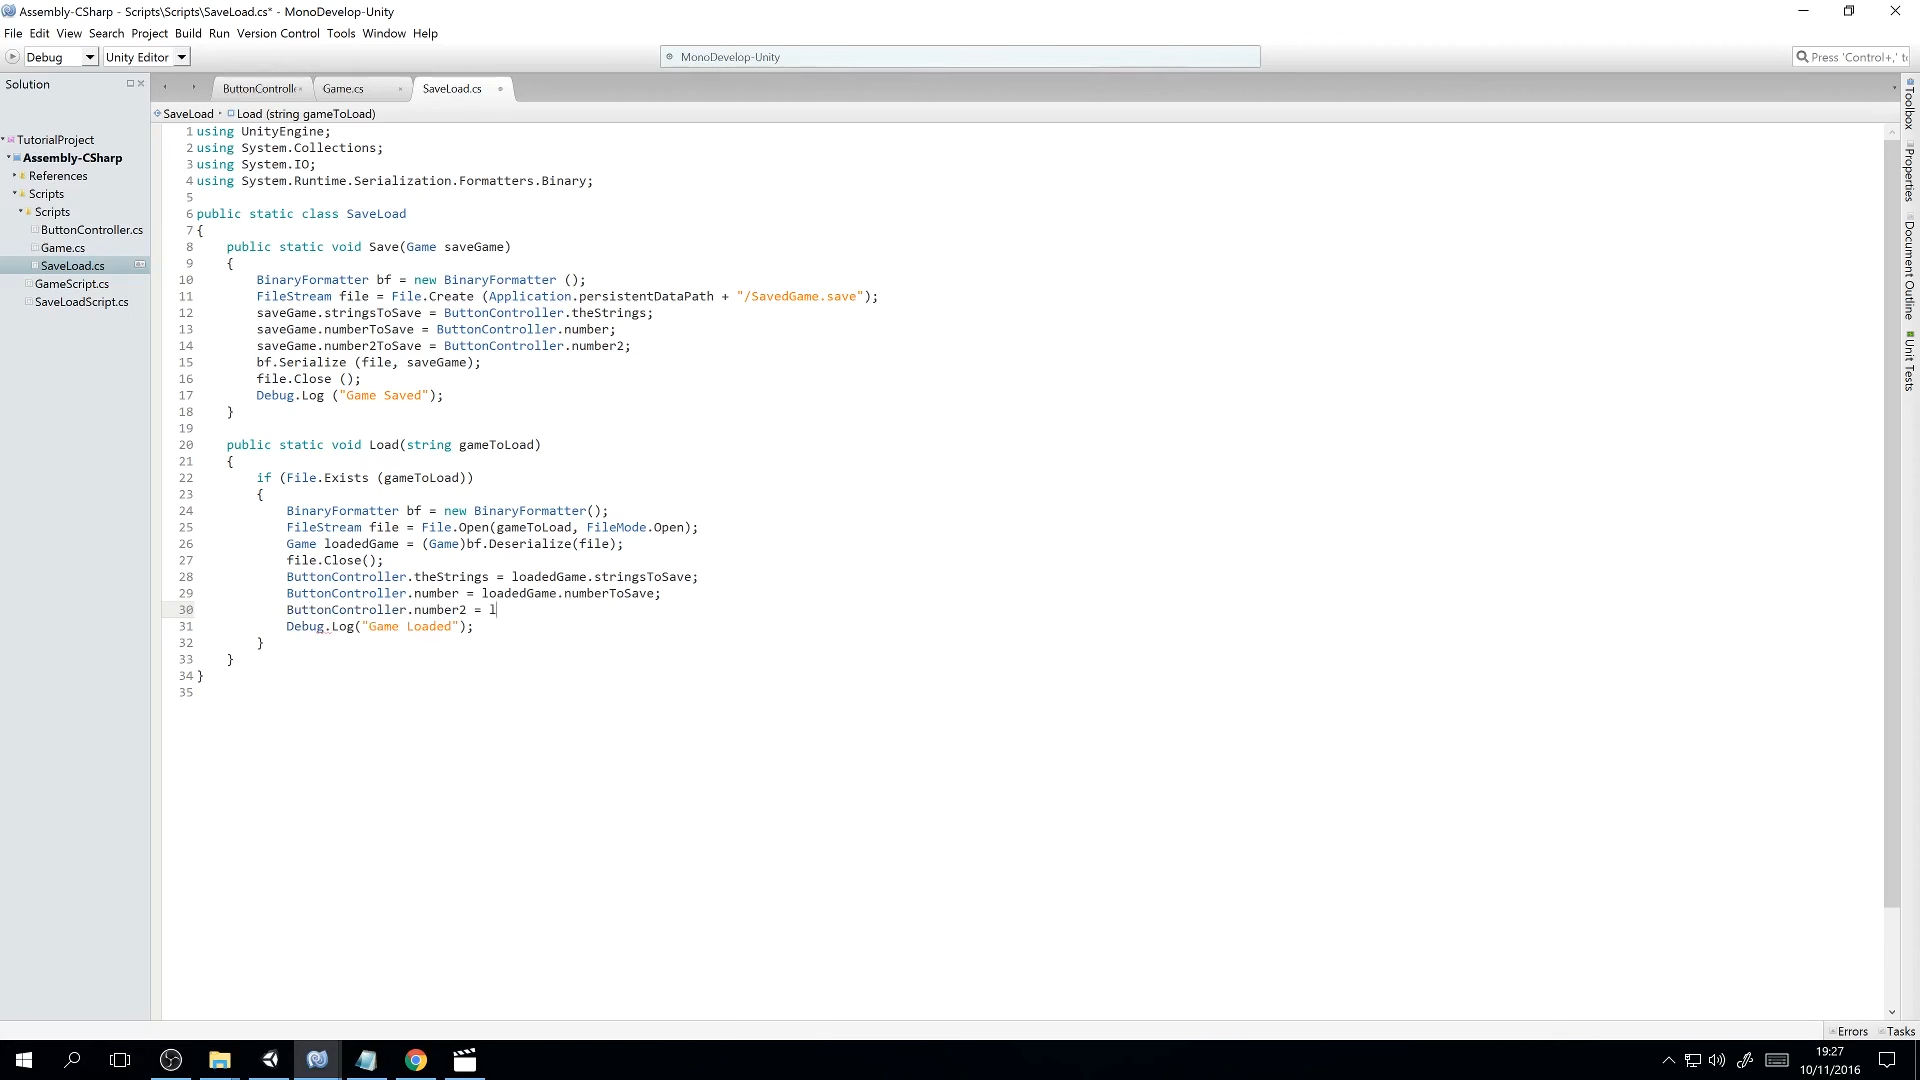 Assembly-CSharp - Scripts\Scripts\SaveLoad.cs* - MonoDevelop-Unity
File Edit View Search Project Build Run Version Control Tools Window Help
Debug Unity Editor MonoDevelop-Unity Press 'Control+,' t
Solution
ButtonControlle Game.cs SaveLoad.cs
SaveLoad Load (string gameToLoad)
TutorialProject
Assembly-CSharp
References
Scripts
Scripts
ButtonController.cs
Game.cs
SaveLoad.cs
GameScript.cs
SaveLoadScript.cs
1 using UnityEngine;
2 using System.Collections;
3 using System.IO;
4 using System.Runtime.Serialization.Formatters.Binary;
5
6 public static class SaveLoad
7 {
8 public static void Save(Game saveGame)
9 {
10 BinaryFormatter bf = new BinaryFormatter ();
11 FileStream file = File.Create (Application.persistentDataPath + "/SavedGame.save");
12 saveGame.stringsToSave = ButtonController.theStrings;
13 saveGame.numberToSave = ButtonController.number;
14 saveGame.number2ToSave = ButtonController.number2;
15 bf.Serialize (file, saveGame);
16 file.Close ();
17 Debug.Log ("Game Saved");
18 }
19
20 public static void Load(string gameToLoad)
21 {
22 if (File.Exists (gameToLoad))
23 {
24 BinaryFormatter bf = new BinaryFormatter();
25 FileStream file = File.Open(gameToLoad, FileMode.Open);
26 Game loadedGame = (Game)bf.Deserialize(file);
27 file.Close();
28 ButtonController.theStrings = loadedGame.stringsToSave;
29 ButtonController.number = loadedGame.numberToSave;
30 ButtonController.number2 = l
31 Debug.Log("Game Loaded");
32 }
33 }
34 }
35
Toolbox
Properties
Document Outline
Unit Tests
Errors Tasks
19:27
10/11/2016